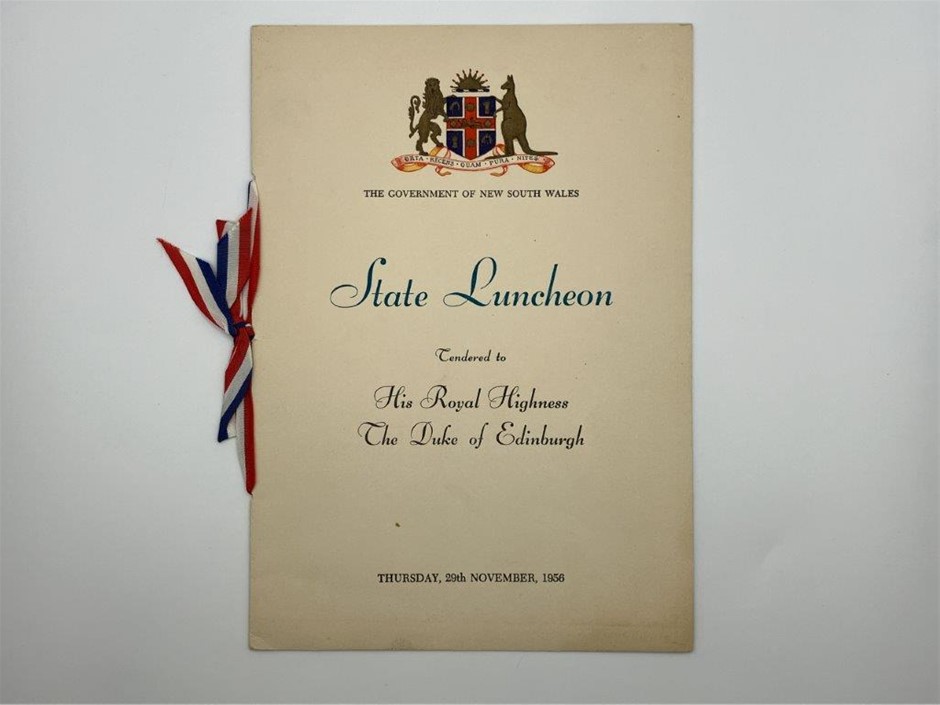 ORTA · RECENS · QUAM · PURA · NITES
THE GOVERNMENT OF NEW SOUTH WALES
State Luncheon
Tendered to
His Royal Highness
The Duke of Edinburgh
THURSDAY, 29th NOVEMBER, 1956